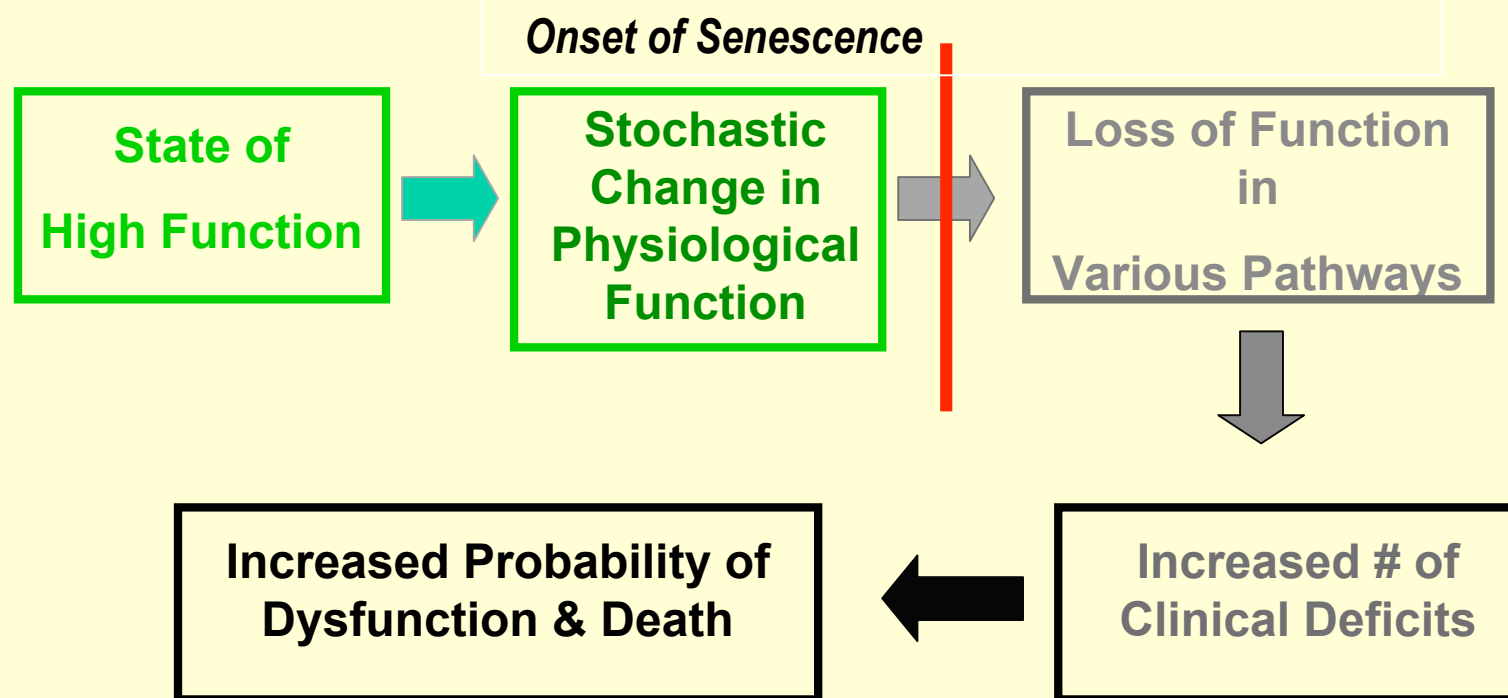 Onset of Senescence
State of
High Function
Stochastic
Change in
Physiological
Function
Loss of Function
in
Various Pathways
Increased # of
Clinical Deficits
Increased Probability of
Dysfunction & Death